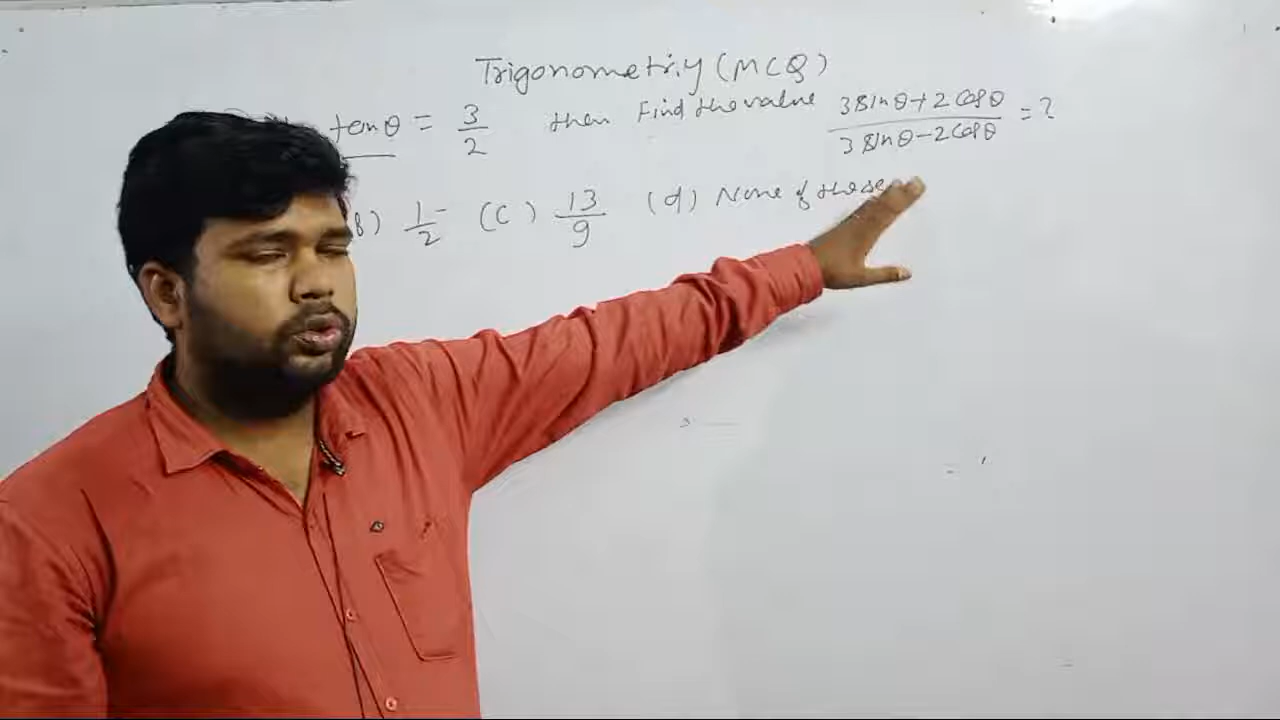 Trigonometry (MCQ)
tanθ = 3/2 then Find the value 3sinθ+2cosθ/3sinθ-2cosθ = ?
B) 1/2 (C) 13/9 (d) None of these